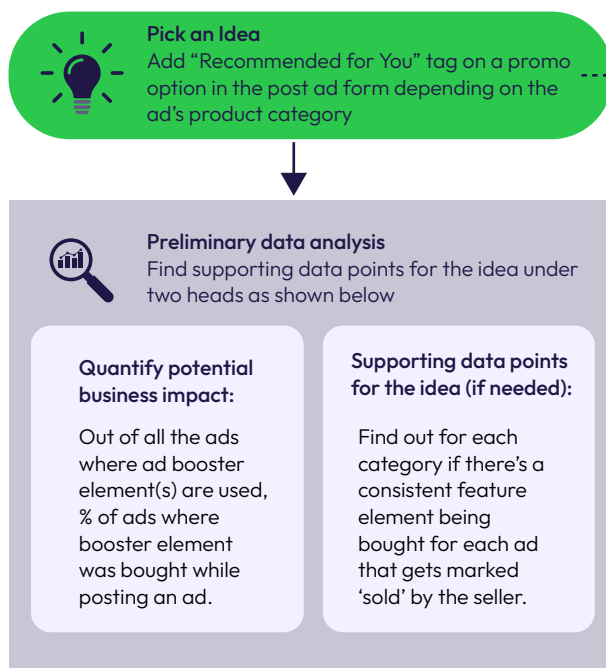 Pick an Idea
Add “Recommended for You” tag on a promo
option in the post ad form depending on the
ad’s product category
Preliminary data analysis
Find supporting data points for the idea under
two heads as shown below
Quantify potential
business impact:
Out of all the ads
where ad booster
element(s) are used,
% of ads where
booster element
was bought while
posting an ad.
Supporting data points
for the idea (if needed):
Find out for each
category if there’s a
consistent feature
element being
bought for each ad
that gets marked
‘sold’ by the seller.